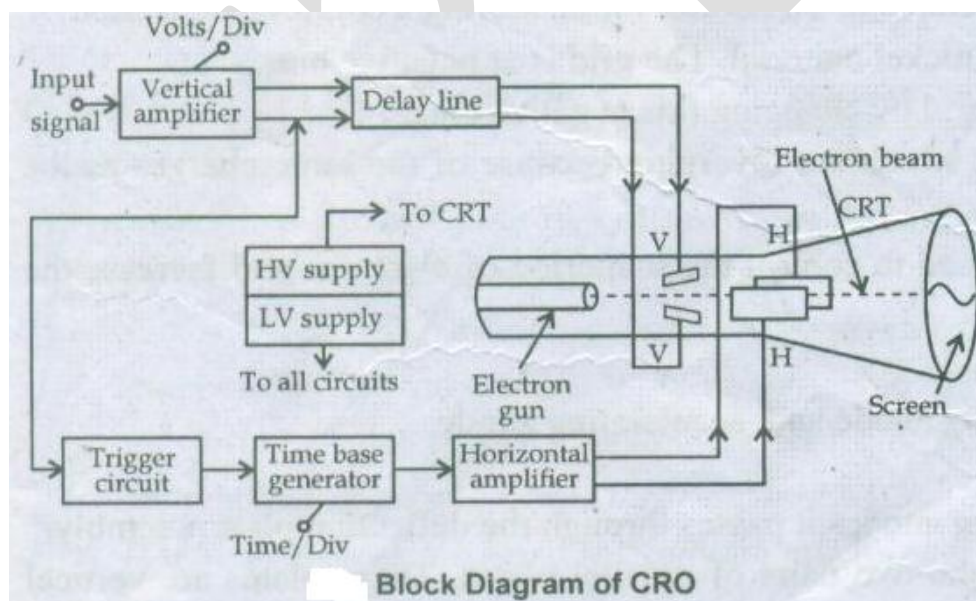 Volts/Div
Input
signal
Vertical
amplifier
Delay line
Electron beam
CRT
To CRT
H
V
HV supply
LV supply
V
H
To all circuits
Electron
gun
Screen
Trigger
circuit
Time base
generator
Horizontal
amplifier
Time/Div
Block Diagram of CRO